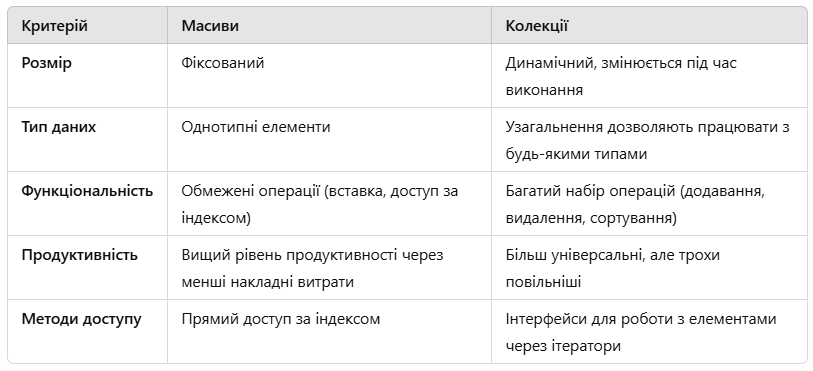 Критерій Масиви Колекції
Розмір Фіксований Динамічний, змінюється під час
виконання
Тип даних Однотипні елементи Узагальнення дозволяють працювати з
будь-якими типами
Функціональність Обмежені операції (вставка, доступ за Багатий набір операцій (додавання,
індексом) видалення, сортування)
Продуктивність Вищий рівень продуктивності через Більш універсальні, але трохи
менші накладні витрати повільніші
Методи доступу Прямий доступ за індексом Інтерфейси для роботи з елементами
через ітератори